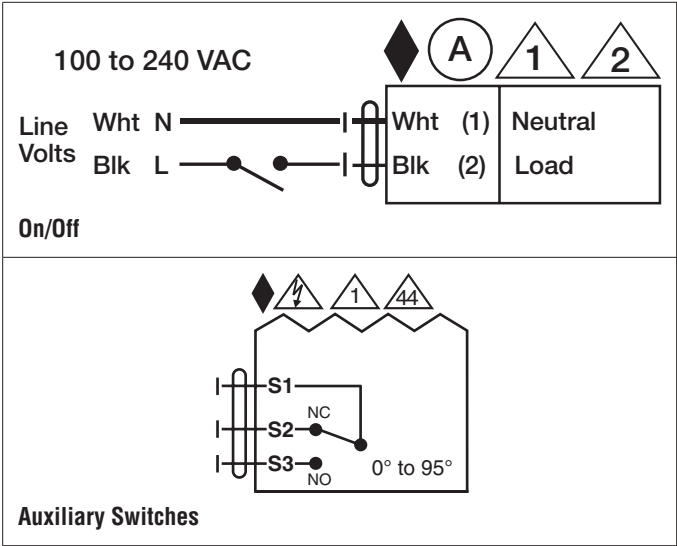 100 to 240 VAC
A 1 2
Line Volts
Wht N
Wht (1) Neutral
Blk L
Blk (2) Load
On/Off
1 44
S1
NC
S2
S3
NO
0° to 95°
Auxiliary Switches